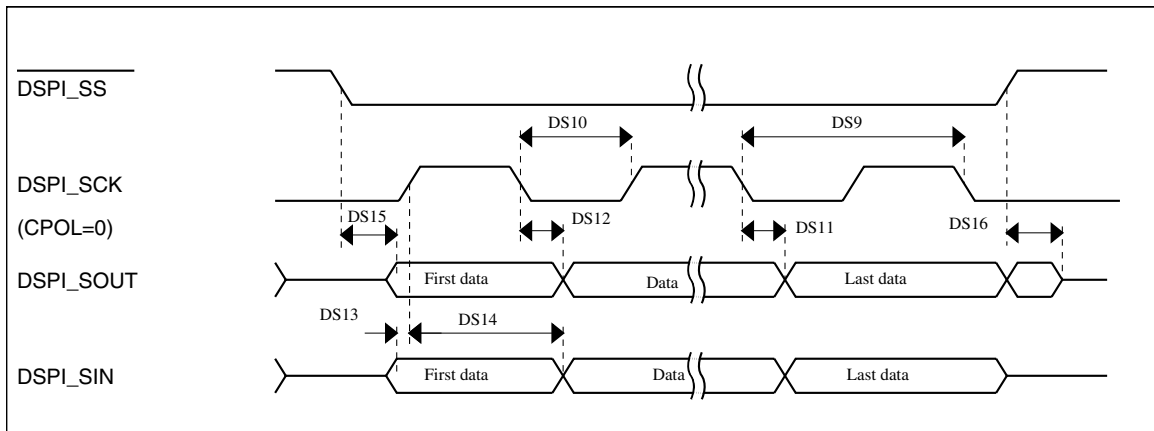 DSPI_SS
DS10
DS9
DSPI_SCK
(CPOL=0)
DS15
DS12
DS11
DS16
DSPI_SOUT
First data
Data
Last data
DS13
DS14
DSPI_SIN
First data
Data
Last data